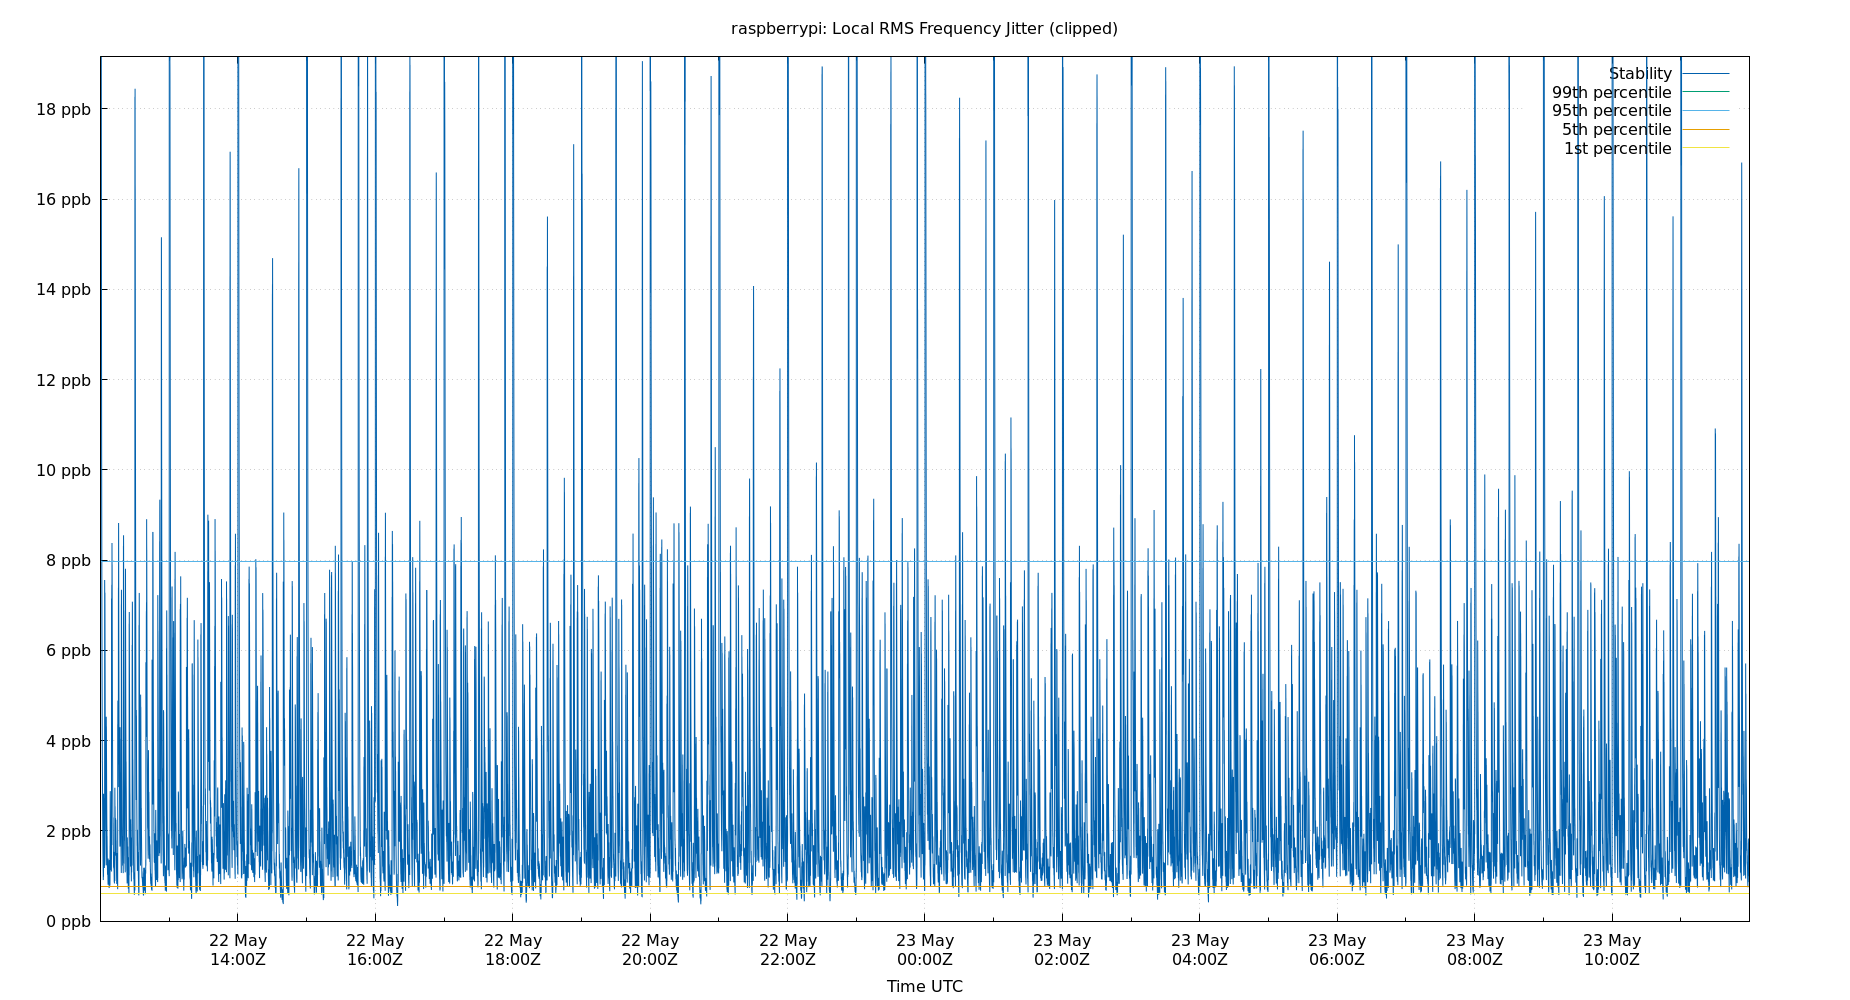 raspberrypi: Local RMS Frequency Jitter (clipped)
Stability
99th percentile
95th percentile
5th percentile
1st percentile
18 ppb
16 ppb
14 ppb
12 ppb
10 ppb
8 ppb
6 ppb
4 ppb
2 ppb
0 ppb
22 May 22 May 22 May 22 May 22 May 23 May 23 May 23 May 23 May 23 May 23 May
14:00Z 16:00Z 18:00Z 20:00Z 22:00Z 00:00Z 02:00Z 04:00Z 06:00Z 08:00Z 10:00Z
Time UTC